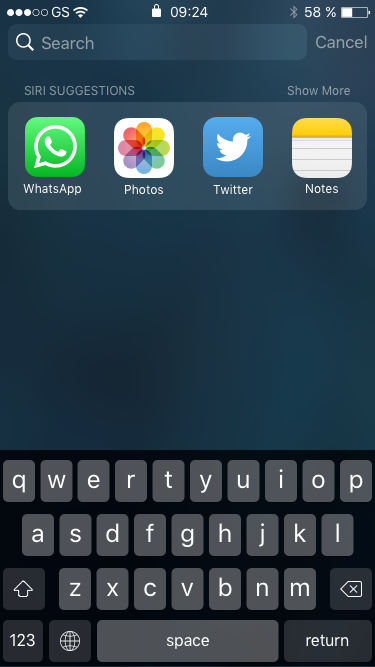 GS 09:24 58 %
Search Cancel
SIRI SUGGESTIONS Show More
WhatsApp Photos Twitter Notes
q w e r t y u i o p
a s d f g h j k l
z x c v b n m
123 space return